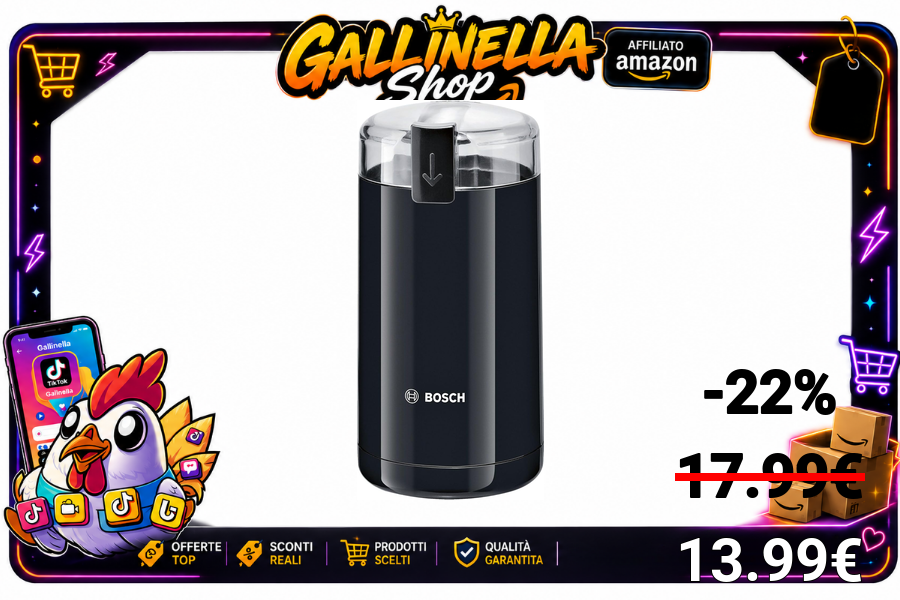 GALLINELLA
Shop
AFFILIATO
amazon
Gallinella
TikTok
Gallinella
BOSCH
-22%
17.99€
13.99€
OFFERTE
TOP
SCONTI
REALI
PRODOTTI
SCELTI
QUALITÀ
GARANTITA